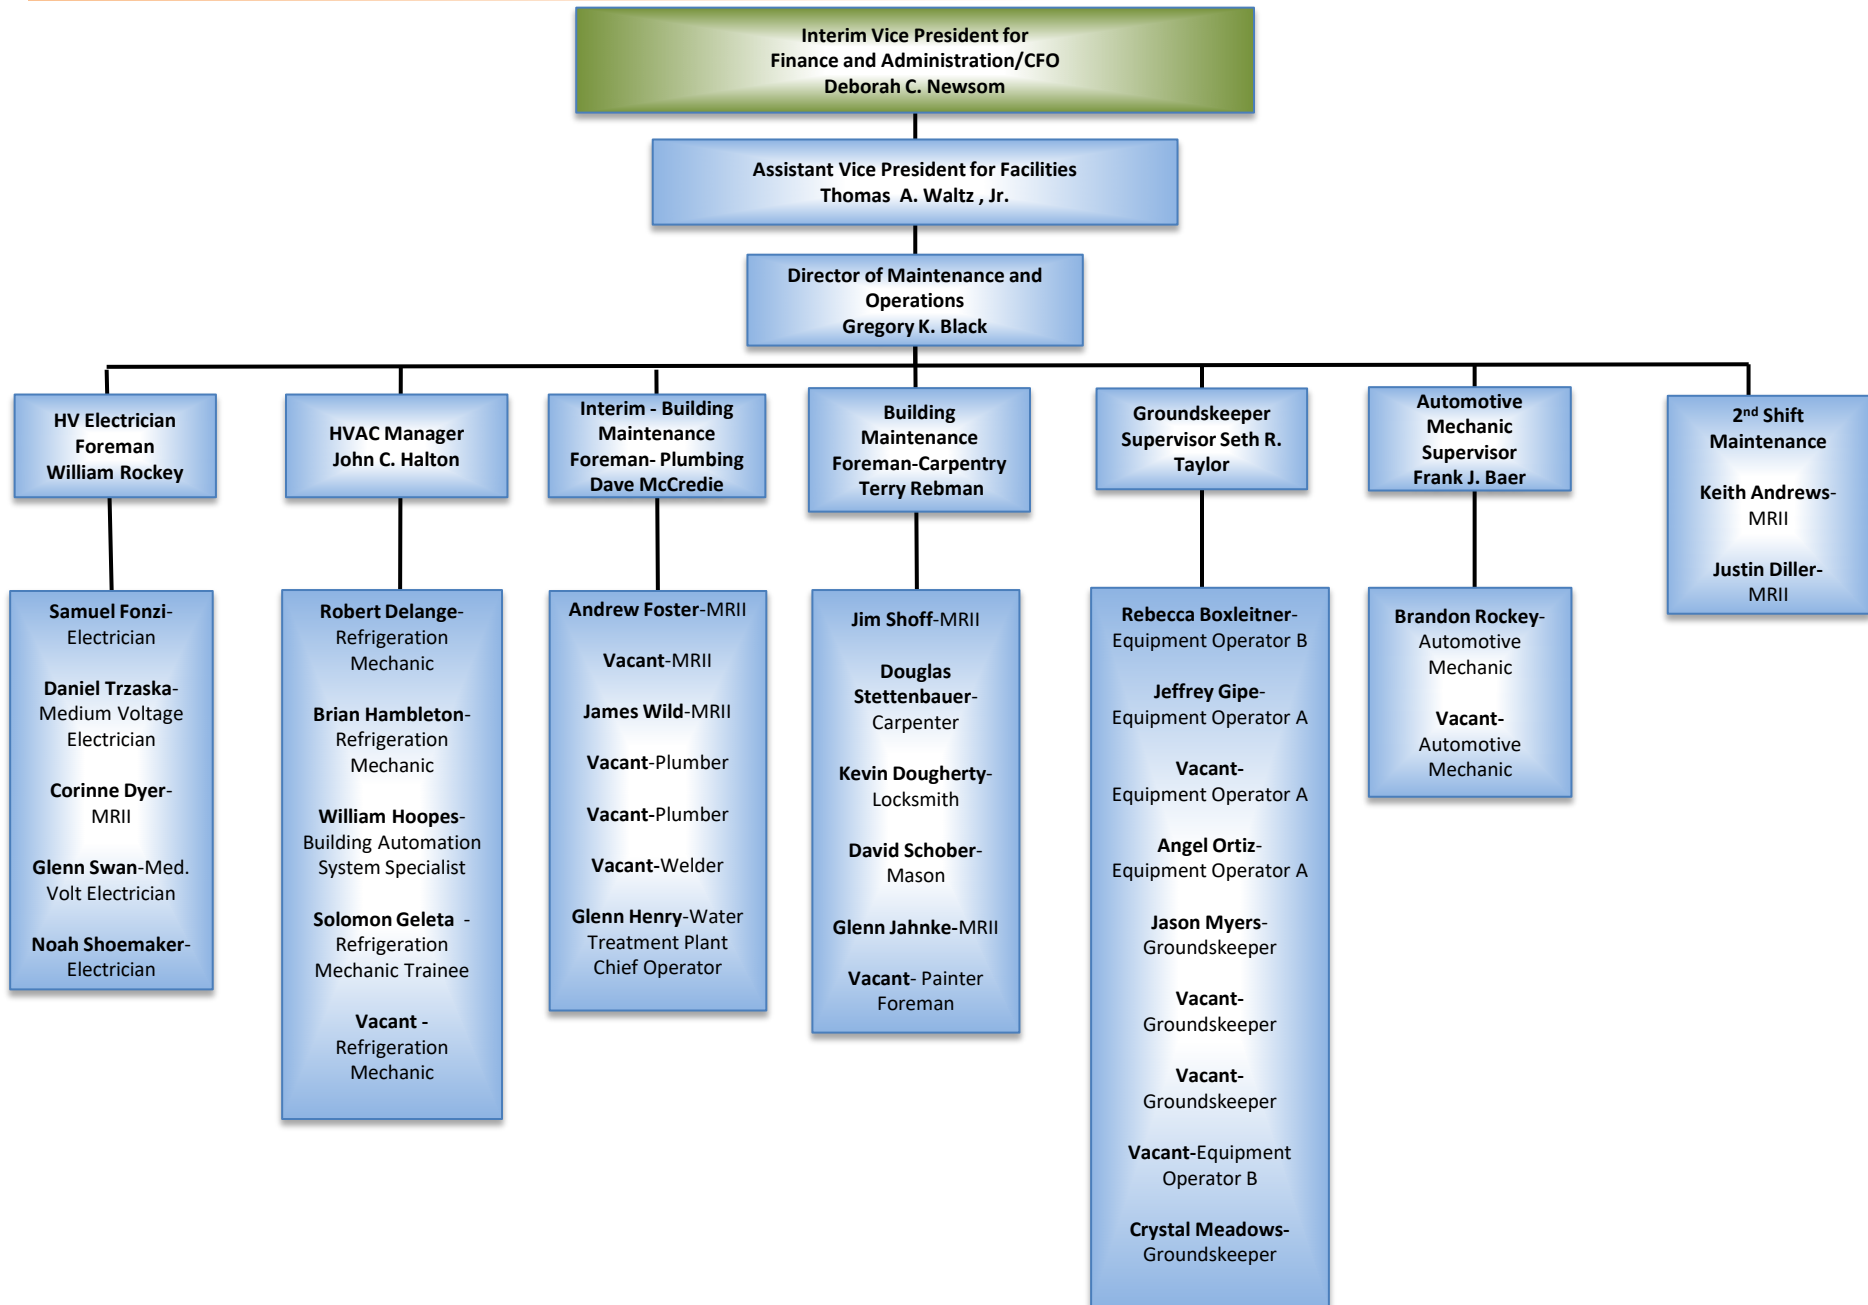 Interim Vice President for
Finance and Administration/CFO
Deborah C. Newsom
Assistant Vice President for Facilities
Thomas A. Waltz , Jr.
Director of Maintenance and
Operations
Gregory K. Black
HV Electrician
Foreman
William Rockey
HVAC Manager
John C. Halton
Interim - Building
Maintenance
Foreman- Plumbing
Dave McCredie
Building
Maintenance
Foreman-Carpentry
Terry Rebman
Groundskeeper
Supervisor Seth R.
Taylor
Automotive
Mechanic
Supervisor
Frank J. Baer
2nd Shift
Maintenance
Keith Andrews-
MRII
Justin Diller-
MRII
Samuel Fonzi-
Electrician
Daniel Trzaska-
Medium Voltage
Electrician
Corinne Dyer-
MRII
Glenn Swan-Med.
Volt Electrician
Noah Shoemaker-
Electrician
Robert Delange-
Refrigeration
Mechanic
Brian Hambleton-
Refrigeration
Mechanic
William Hoopes-
Building Automation
System Specialist
Solomon Geleta -
Refrigeration
Mechanic Trainee
Vacant -
Refrigeration
Mechanic
Andrew Foster-MRII
Vacant-MRII
James Wild-MRII
Vacant-Plumber
Vacant-Plumber
Vacant-Welder
Glenn Henry-Water
Treatment Plant
Chief Operator
Jim Shoff-MRII
Douglas
Stettenbauer-
Carpenter
Kevin Dougherty-
Locksmith
David Schober-
Mason
Glenn Jahnke-MRII
Vacant- Painter
Foreman
Rebecca Boxleitner-
Equipment Operator B
Jeffrey Gipe-
Equipment Operator A
Vacant-
Equipment Operator A
Angel Ortiz-
Equipment Operator A
Jason Myers-
Groundskeeper
Vacant-
Groundskeeper
Vacant-
Groundskeeper
Vacant-Equipment
Operator B
Crystal Meadows-
Groundskeeper
Brandon Rockey-
Automotive
Mechanic
Vacant-
Automotive
Mechanic